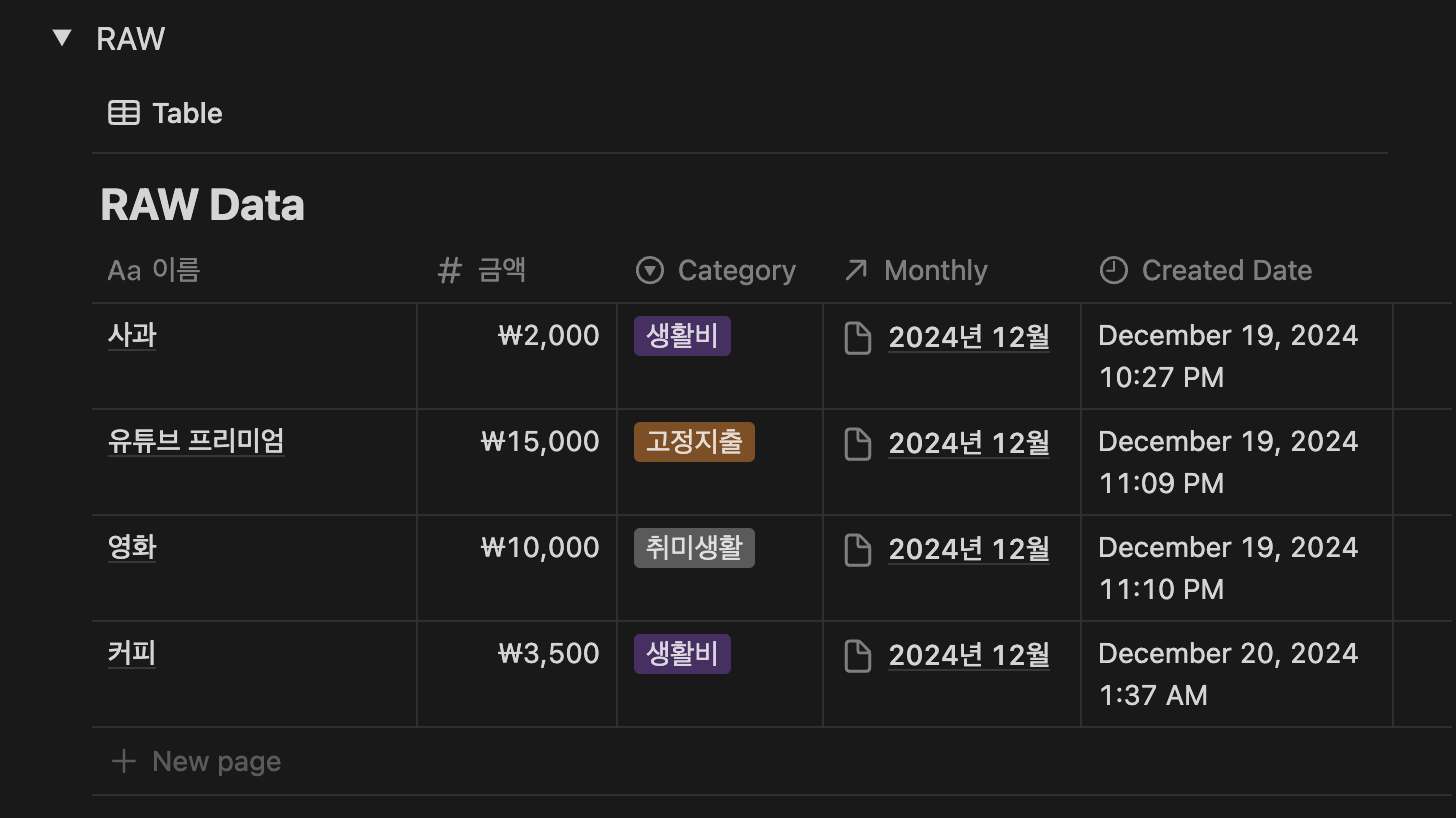 RAW
Table
RAW Data
Aa 이름 # 금액 Category Monthly Created Date
사과 ₩2,000 생활비 2024년 12월 December 19, 2024
10:27 PM
유튜브 프리미엄 ₩15,000 고정지출 2024년 12월 December 19, 2024
11:09 PM
영화 ₩10,000 취미생활 2024년 12월 December 19, 2024
11:10 PM
커피 ₩3,500 생활비 2024년 12월 December 20, 2024
1:37 AM
+ New page